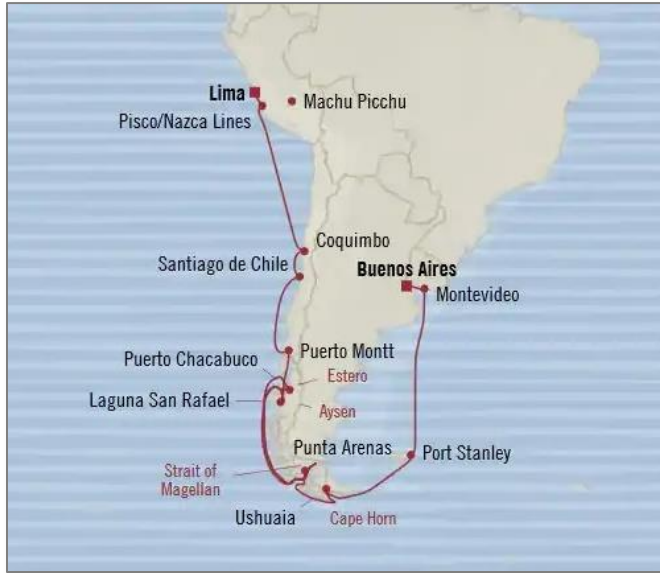 Lima
Machu Picchu
Pisco/Nazca Lines
Coquimbo
Santiago de Chile
Buenos Aires
Montevideo
Puerto Montt
Puerto Chacabuco
Estero
Laguna San Rafael
Aysén
Punta Arenas
Port Stanley
Strait of
Magellan
Ushuaia
Cape Horn